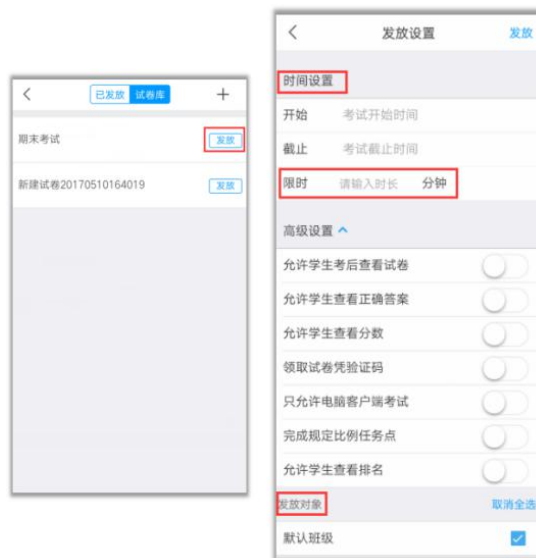 已发放 试卷库
期末考试 发放
新建试卷20170510164019 发放
发放设置 发放
时间设置
开始 考试开始时间
截止 考试截止时间
限时 请输入时长 分钟
高级设置
允许学生考后查看试卷
允许学生查看正确答案
允许学生查看分数
领取试卷凭验证码
只允许电脑客户端考试
完成规定比例任务点
允许学生查看排名
发放对象 取消全选
默认班级